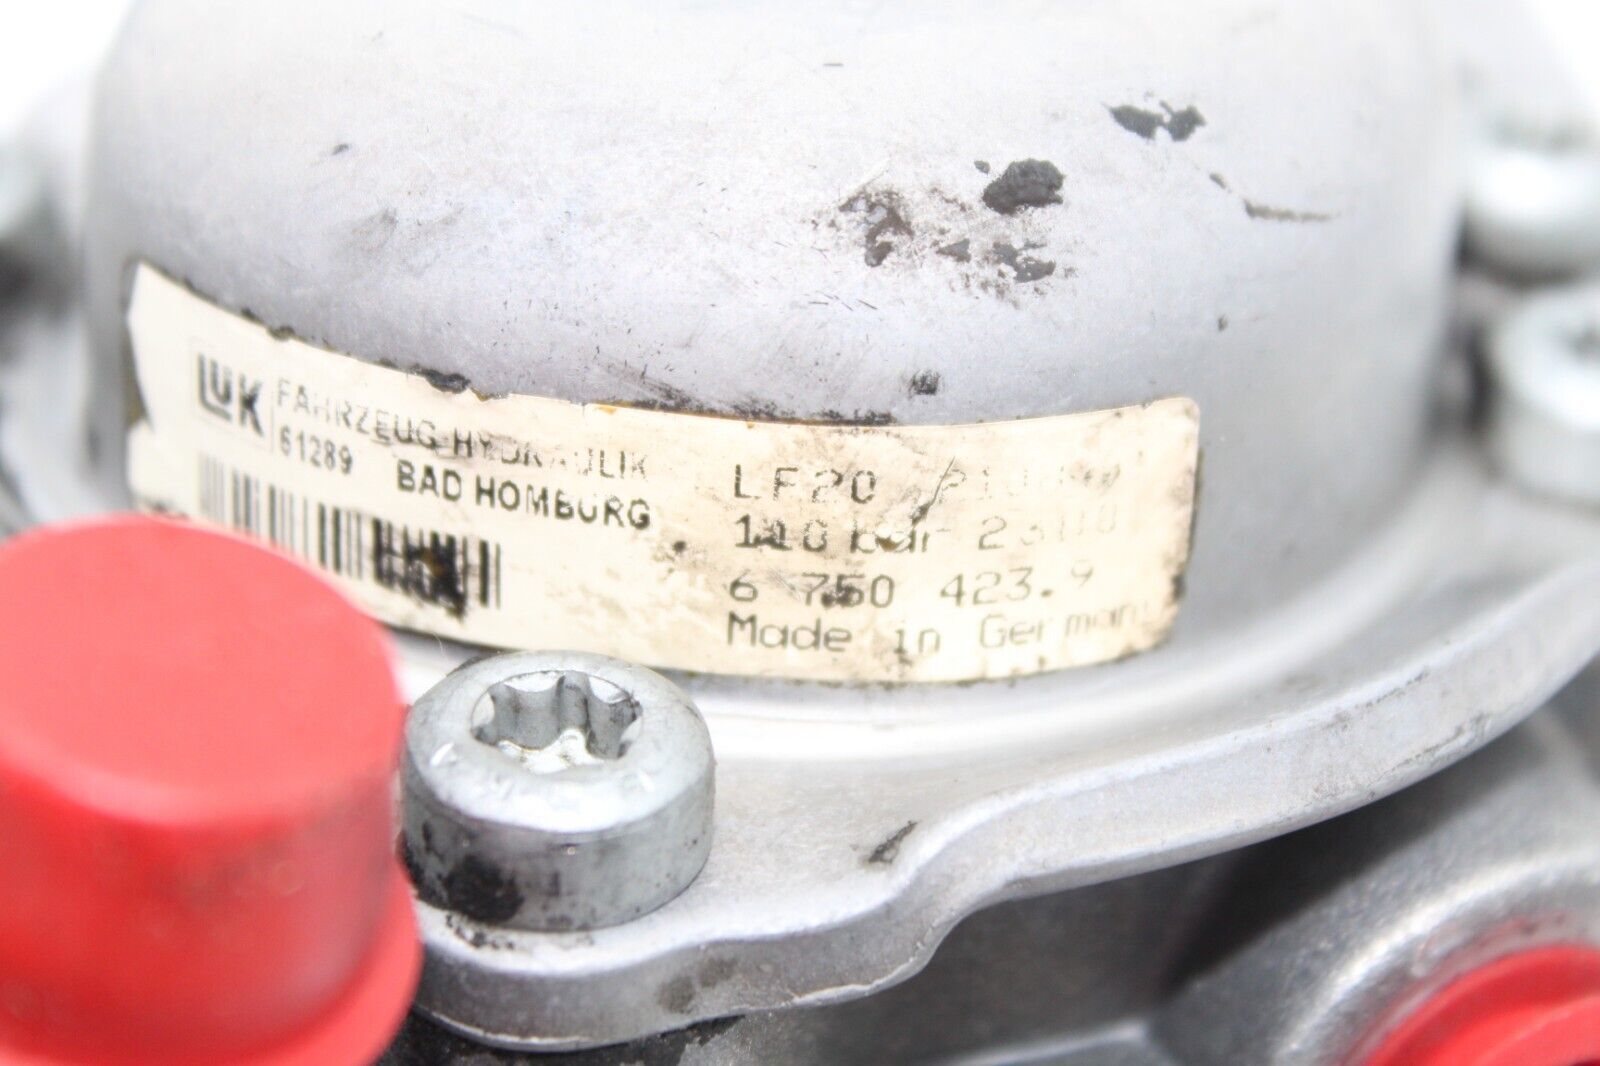 LUK FAHRZEUG-HYDRAULIK
61289 BAD HOMBURG
LF20
bar
6 750 423.9
Made in Germany